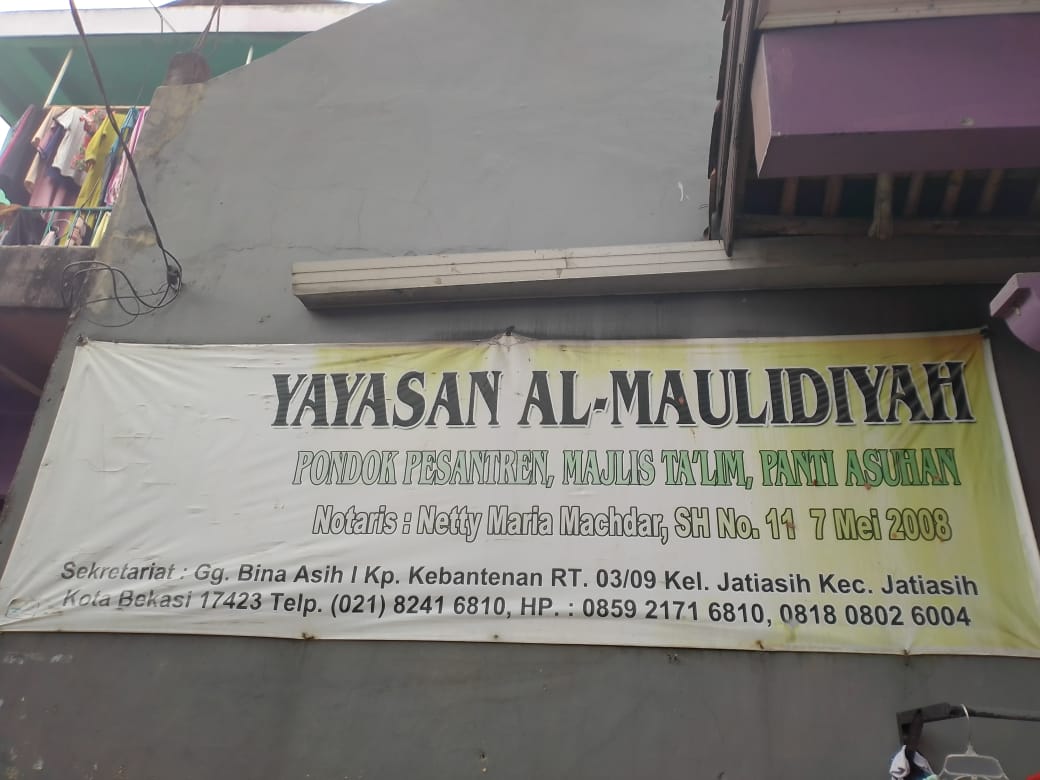 YAYASAN AL-MAULIDIYAH
PONDOK PESANTREN, MAJLIS TA'LIM, PANTI ASUHAN
Notaris : Netty Maria Machdar, SH No. 11 7 Mei 2008
Sekretariat : Gg. Bina Asih I Kp. Kebantenan RT. 03/09 Kel. Jatiasih Kec. Jatiasih
Kota Bekasi 17423 Telp. (021) 8241 6810, HP. : 0859 2171 6810, 0818 0802 6004